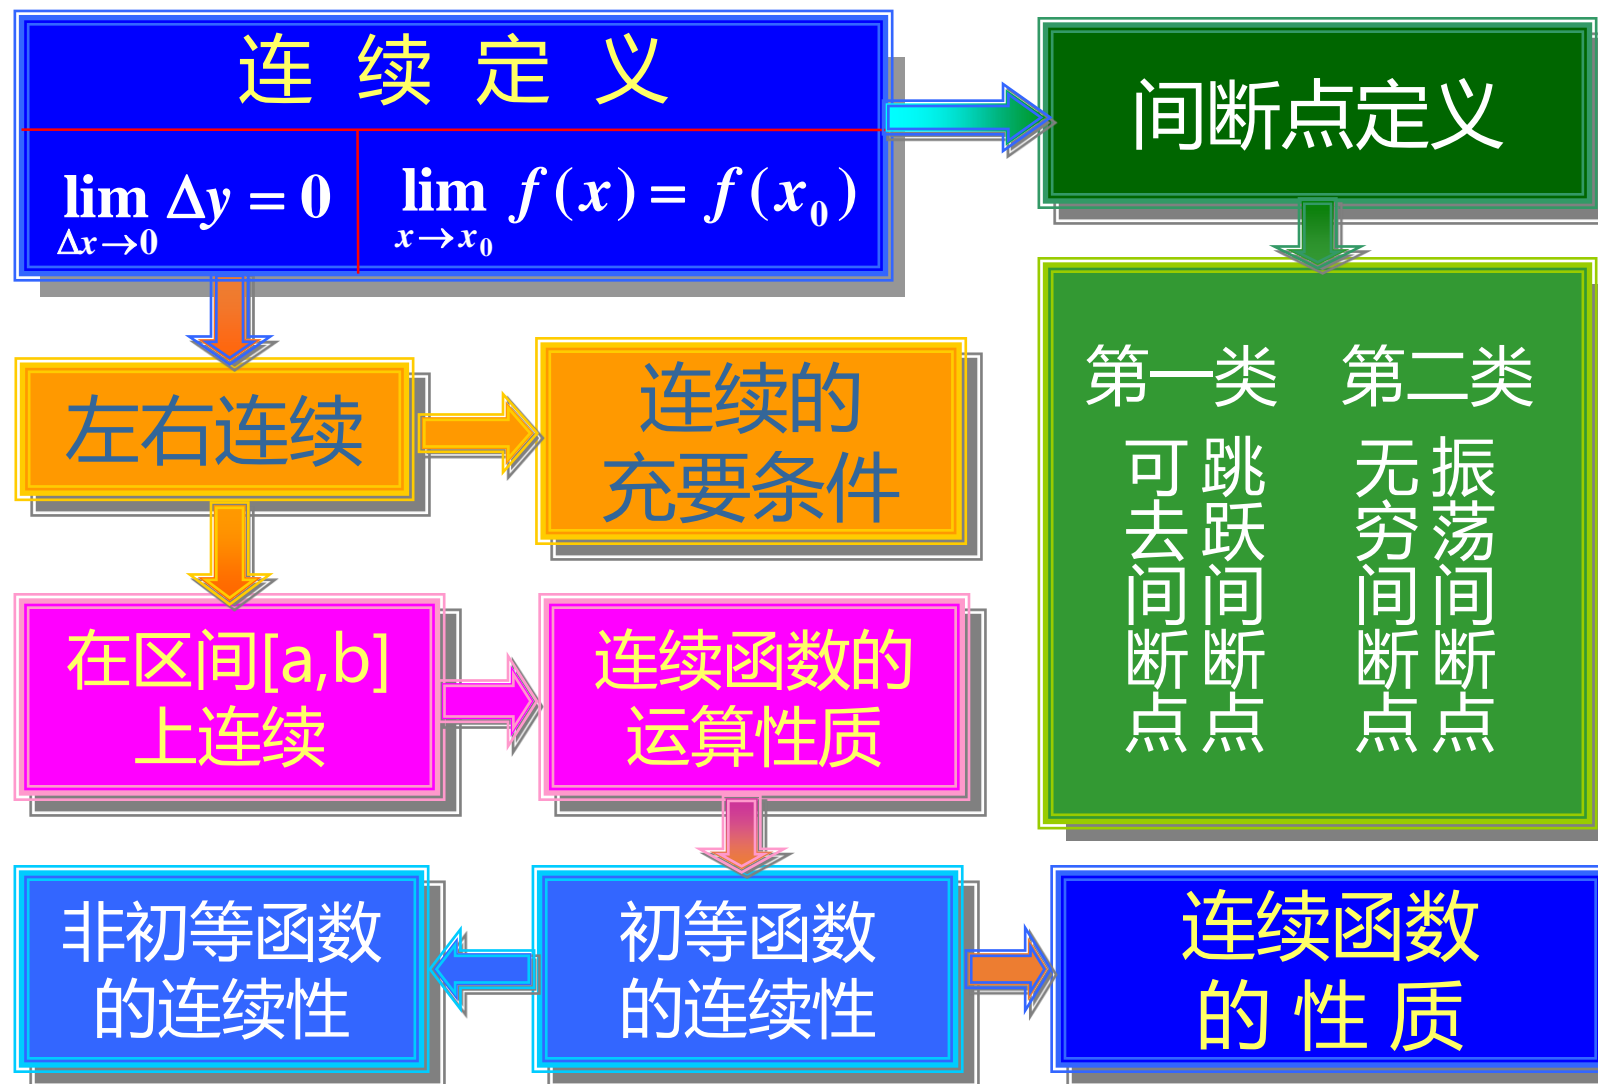 连 续 定 义
lim Δy = 0
Δx→0
lim f(x) = f(x₀)
x→x₀
间断点定义
左右连续
连续的
充要条件
第一类 第二类
可去间断点
跳跃间断点
无穷间断点
振荡间断点
在区间[a,b]
上连续
连续函数的
运算性质
非初等函数
的连续性
初等函数
的连续性
连续函数
的 性 质